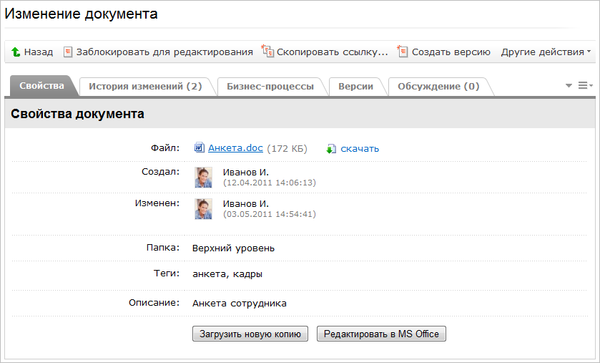 Изменение документа
Назад Заблокировать для редактирования Скопировать ссылку... Создать версию Другие действия
Свойства История изменений (2) Бизнес-процессы Версии Обсуждение (0)
Свойства документа
Файл: Анкета.doc (172 КБ) скачать
Создал: Иванов И.
(12.04.2011 14:06:13)
Изменен: Иванов И.
(03.05.2011 14:54:41)
Папка: Верхний уровень
Теги: анкета, кадры
Описание: Анкета сотрудника
Загрузить новую копию Редактировать в MS Office